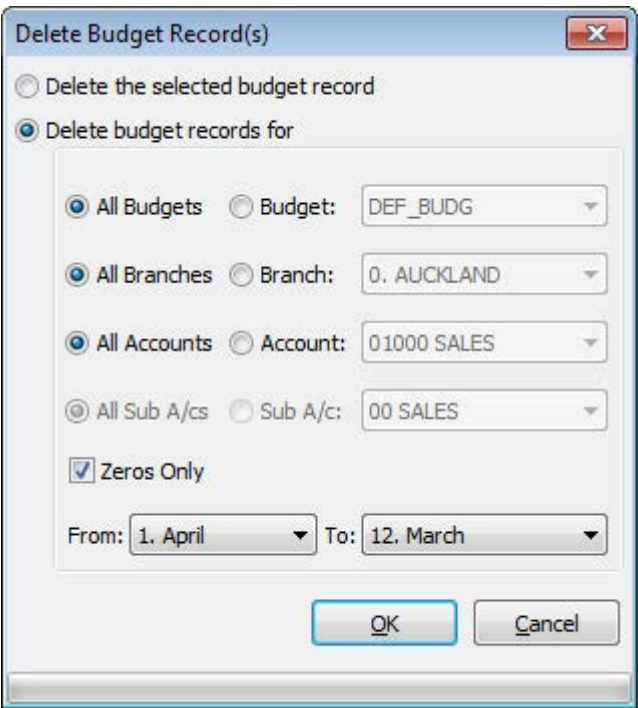 Delete Budget Record(s)
Delete the selected budget record
Delete budget records for
All Budgets Budget: DEF_BUDG
All Branches Branch: 0. AUCKLAND
All Accounts Account: 01000 SALES
All Sub A/cs Sub A/c: 00 SALES
Zeros Only
From: 1. April To: 12. March
OK Cancel